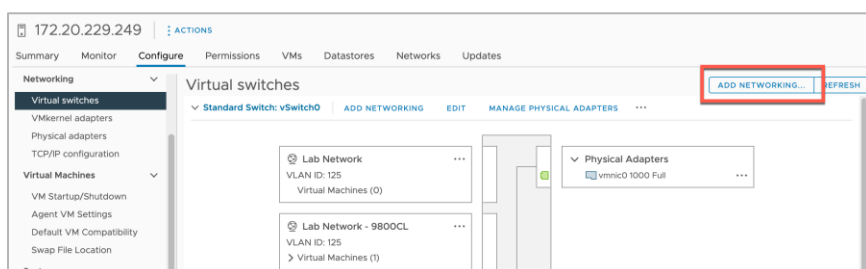 172.20.229.249 ACTIONS
Summary Monitor Configure Permissions VMs Datastores Networks Updates
Networking
Virtual switches
VMkernel adapters
Physical adapters
TCP/IP configuration
Virtual Machines
VM Startup/Shutdown
Agent VM Settings
Default VM Compatibility
Swap File Location
Virtual switches
ADD NETWORKING... REFRESH
Standard Switch: vSwitch0 ADD NETWORKING EDIT MANAGE PHYSICAL ADAPTERS ...
Lab Network ...
VLAN ID: 125
Virtual Machines (0)
Lab Network - 9800CL ...
VLAN ID: 125
Virtual Machines (1)
Physical Adapters
vmnic0 1000 Full ...